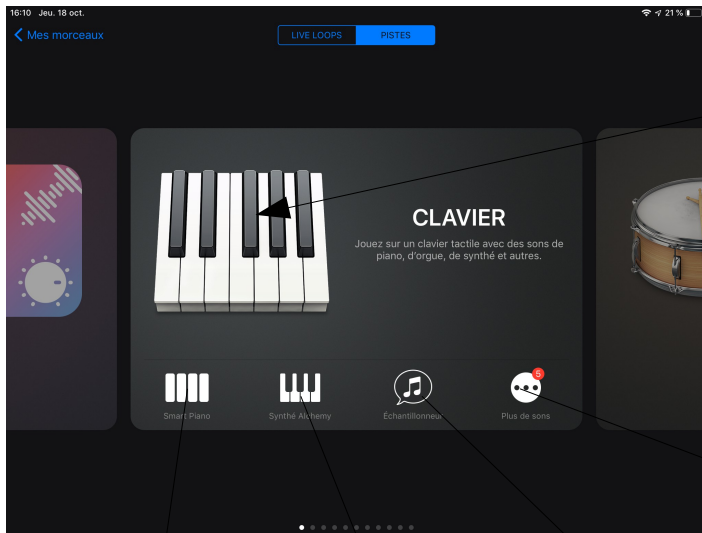 16:10 Jeu. 18 oct.
21 %
Mes morceaux
LIVE LOOPS
PISTES
CLAVIER
Jouez sur un clavier tactile avec des sons de
piano, d'orgue, de synthé et autres.
5
Smart Piano
Synthé Alchemy
Échantillonneur
Plus de sons